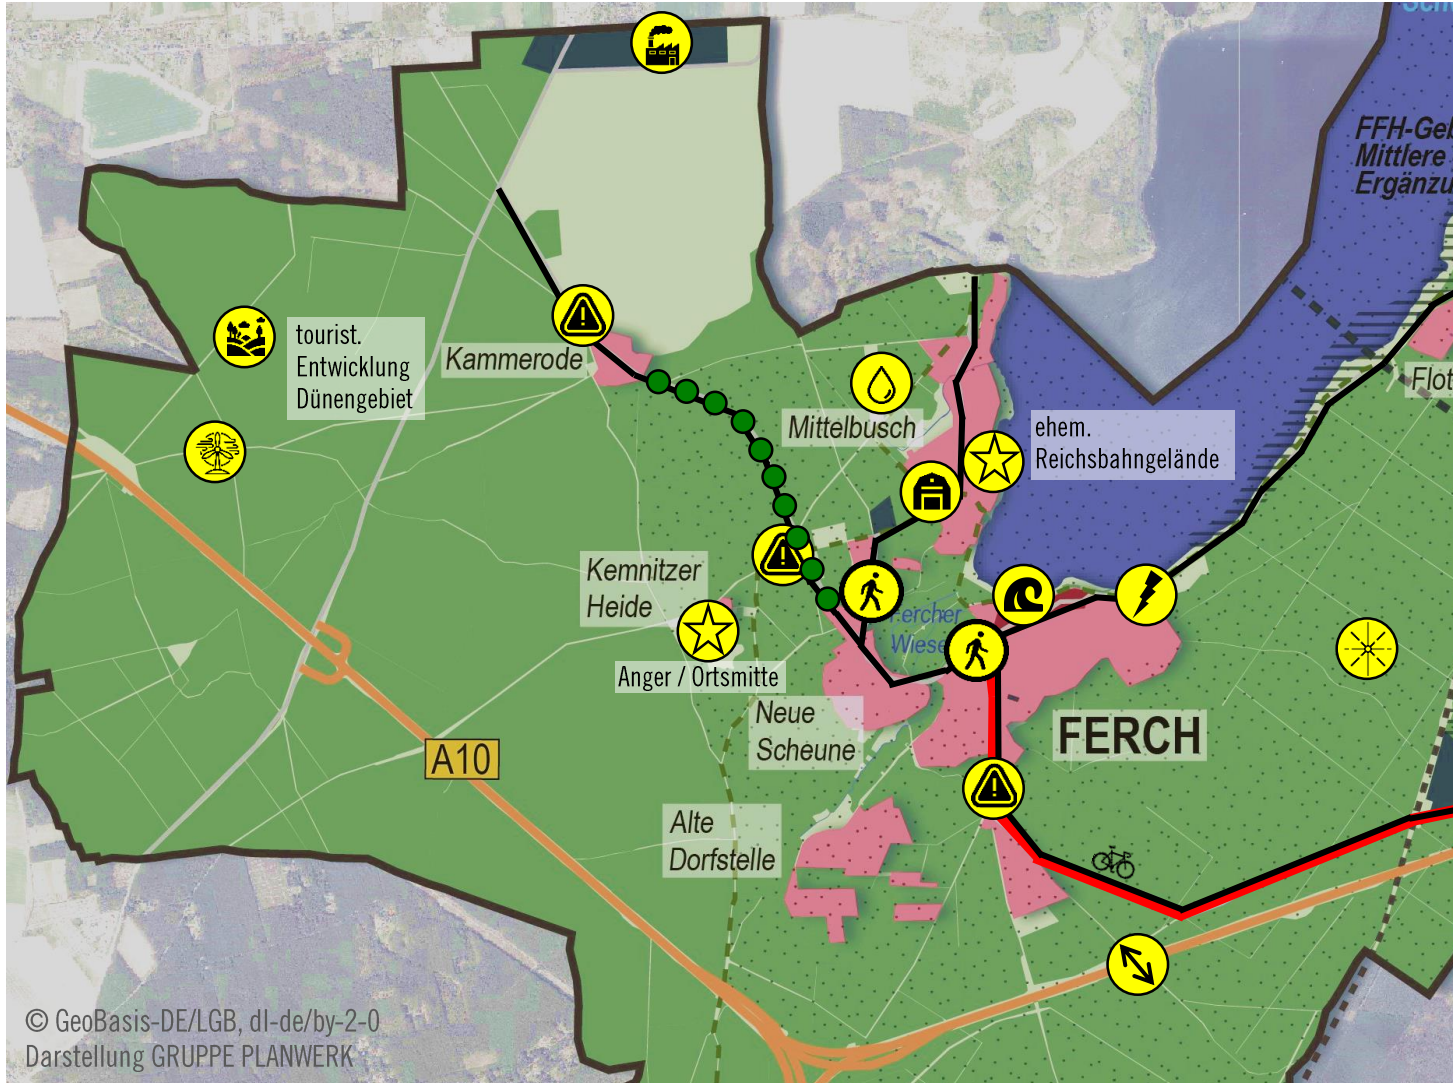 FFH-Geb
Mittlere
Ergänzu
tourist.
Entwicklung
Dünengebiet
Kammerode
Mittelbusch
ehem.
Reichsbahngelände
Flot
Kemnitzer
Heide
Fercher
Wiese
Anger / Ortsmitte
Neue
Scheune
FERCH
A10
Alte
Dorfstelle
© GeoBasis-DE/LGB, dl-de/by-2-0
Darstellung GRUPPE PLANWERK